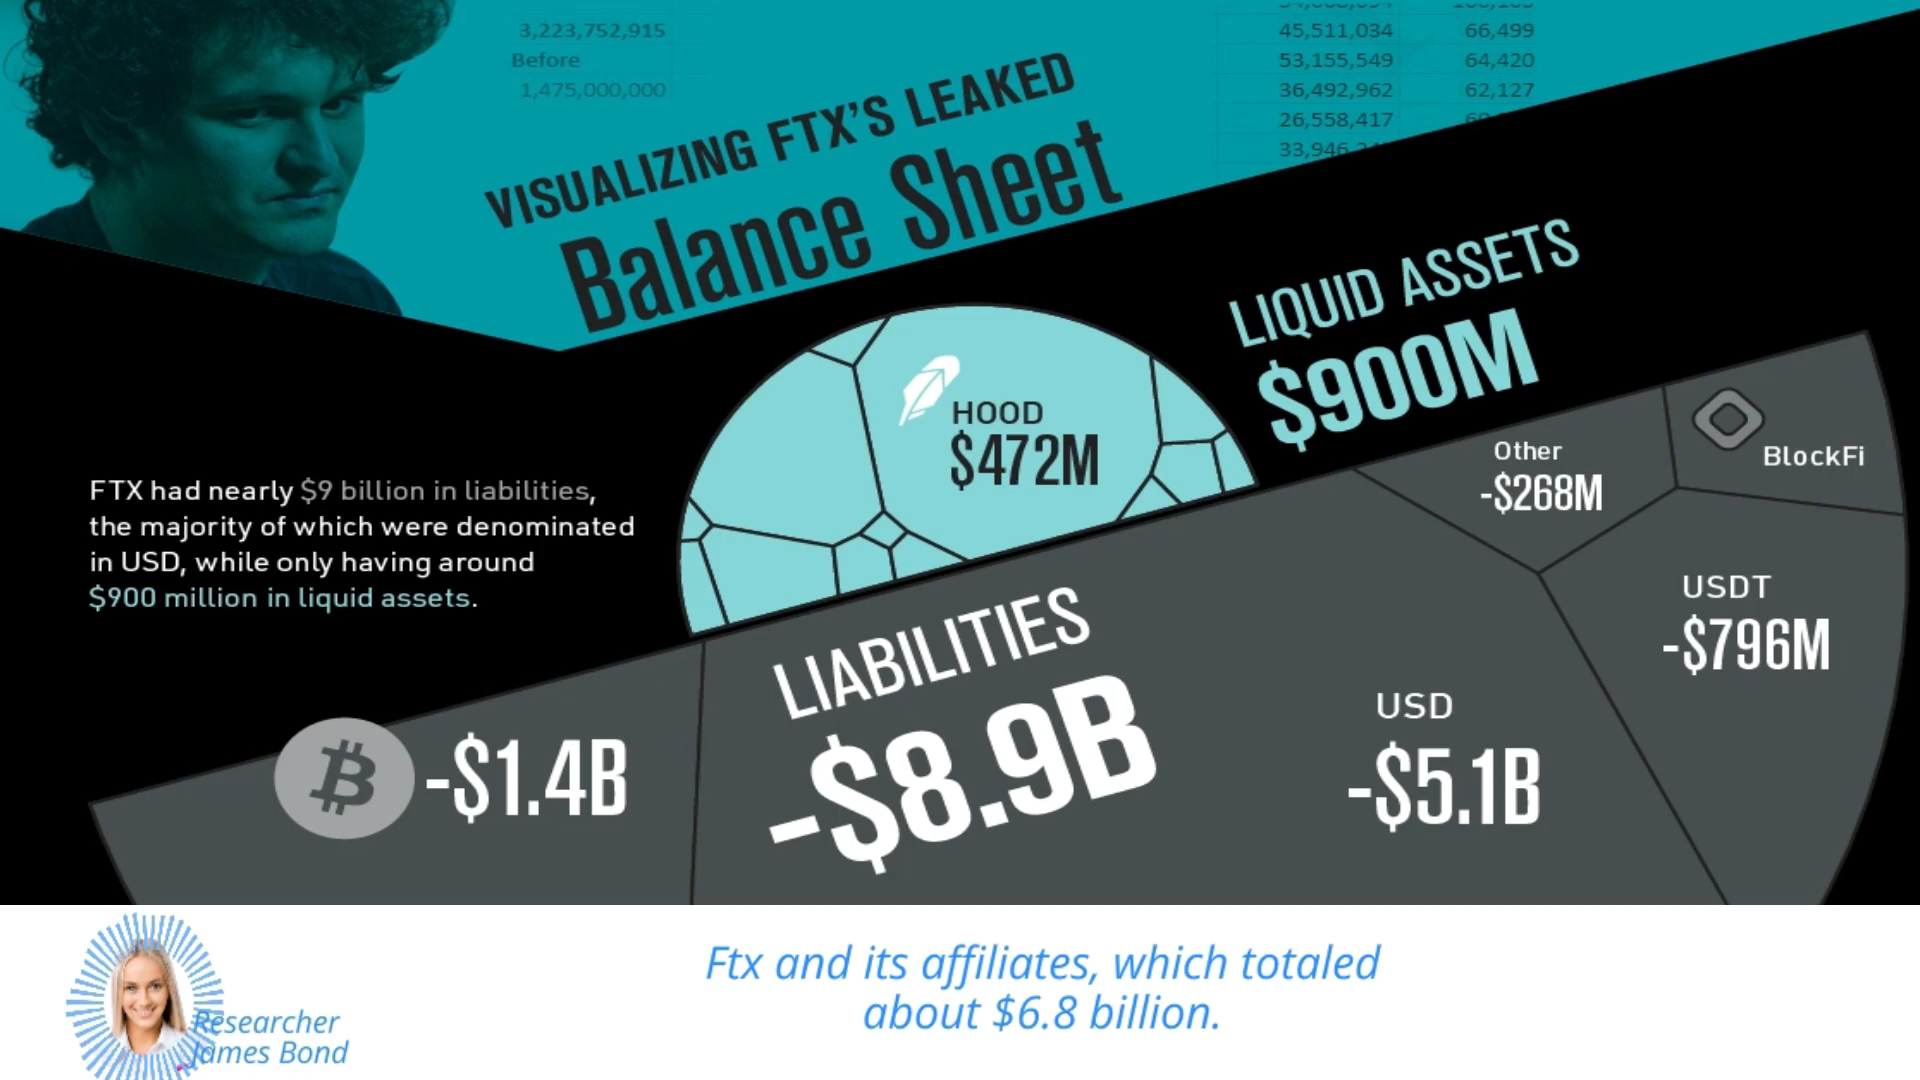 3,223,752,915
Before
1,475,000,000
45,511,034 66,499
53,155,549 64,420
36,492,962 62,127
26,558,417
33,946
VISUALIZING FTX'S LEAKED
Balance Sheet
LIQUID ASSETS
$900M
HOOD
$472M
FTX had nearly $9 billion in liabilities,
the majority of which were denominated
in USD, while only having around
$900 million in liquid assets.
Other
-$268M
BlockFi
USDT
-$796M
LIABILITIES
-$8.9B
USD
-$5.1B
-$1.4B
Ftx and its affiliates, which totaled
about $6.8 billion.
Researcher
James Bond